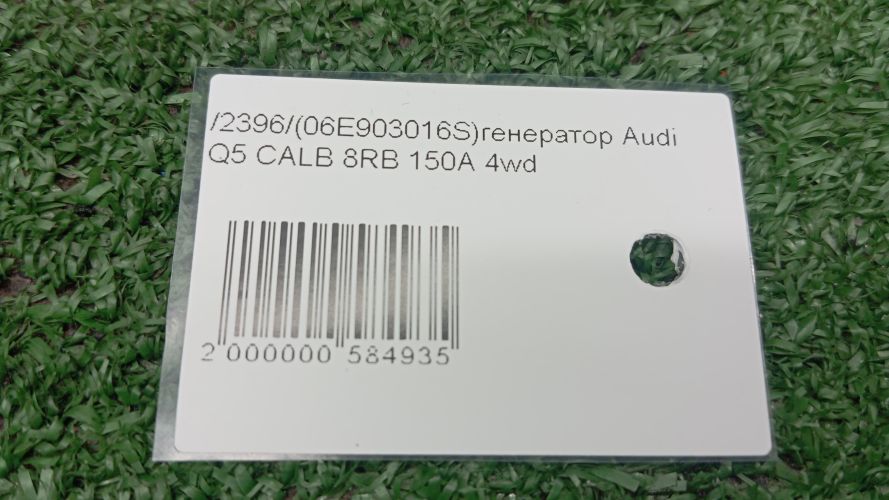 /2396/(06E903016S)генератор Audi
Q5 CALB 8RB 150A 4wd
2 000000 584935